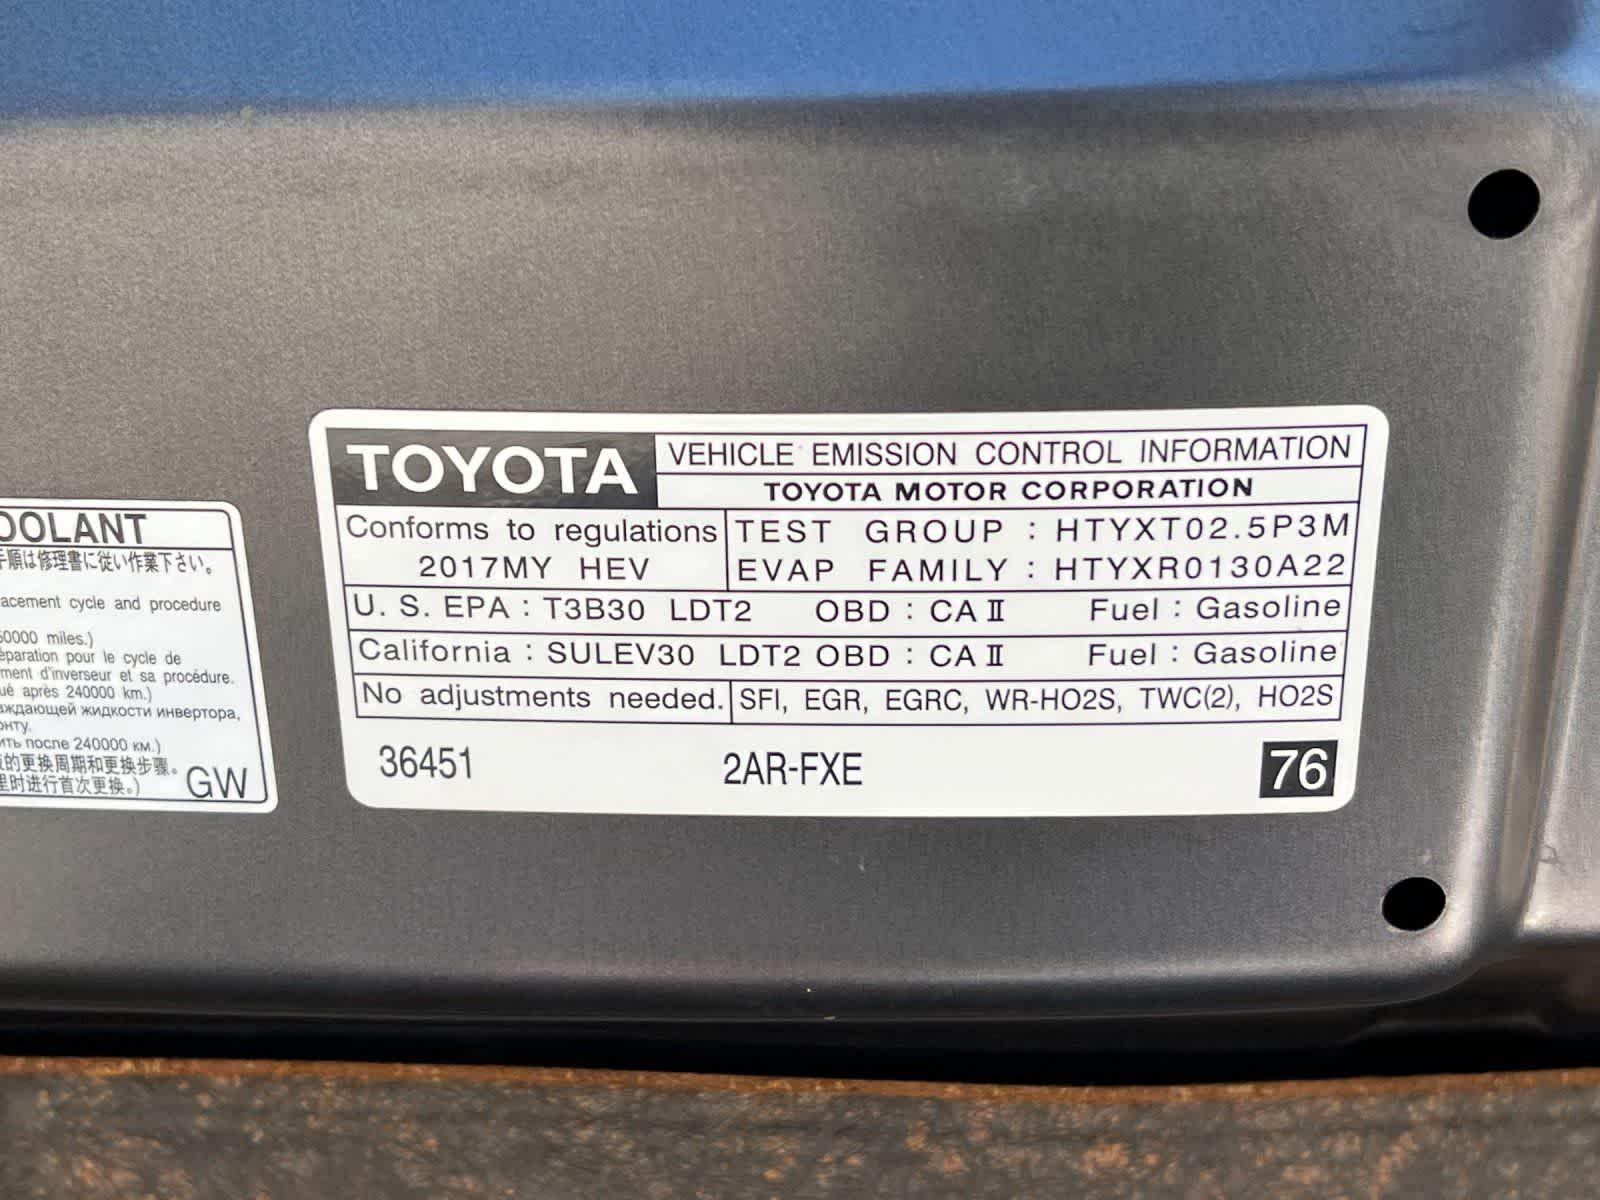 TOYOTA
VEHICLE EMISSION CONTROL INFORMATION
TOYOTA MOTOR CORPORATION
Conforms to regulations
2017MY HEV
TEST GROUP : HTYXT02.5P3M
EVAP FAMILY : HTYXR0130A22
U. S. EPA : T3B30 LDT2 OBD : CAⅡ Fuel : Gasoline
California : SULEV30 LDT2 OBD : CAⅡ Fuel : Gasoline
No adjustments needed.
SFI, EGR, EGRC, WR-HO2S, TWC(2), HO2S
36451 2AR-FXE 76
OOLANT
手順は修理書に従い作業下さい。
acement cycle and procedure
0000 miles.)
éparation pour le cycle de
ment d'inverseur et sa procédure.
ué après 240000 km.)
ждающей жидкости инвертора,
онту.
ить после 240000 км.)
的更换周期和更换步骤。
里时进行首次更换。)
GW